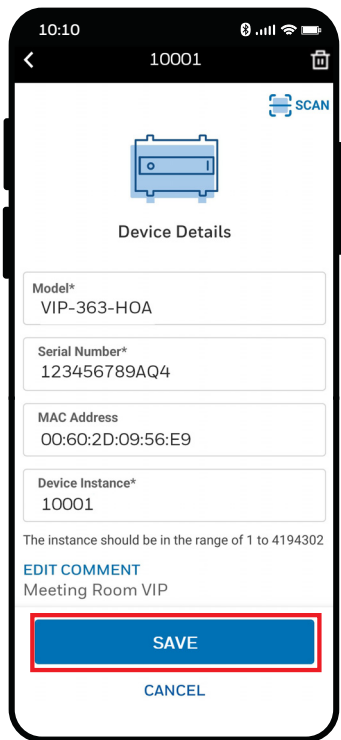 10:10
10001
SCAN
Device Details
Model*
VIP-363-HOA
Serial Number*
123456789AQ4
MAC Address
00:60:2D:09:56:E9
Device Instance*
10001
The instance should be in the range of 1 to 4194302
EDIT COMMENT
Meeting Room VIP
SAVE
CANCEL